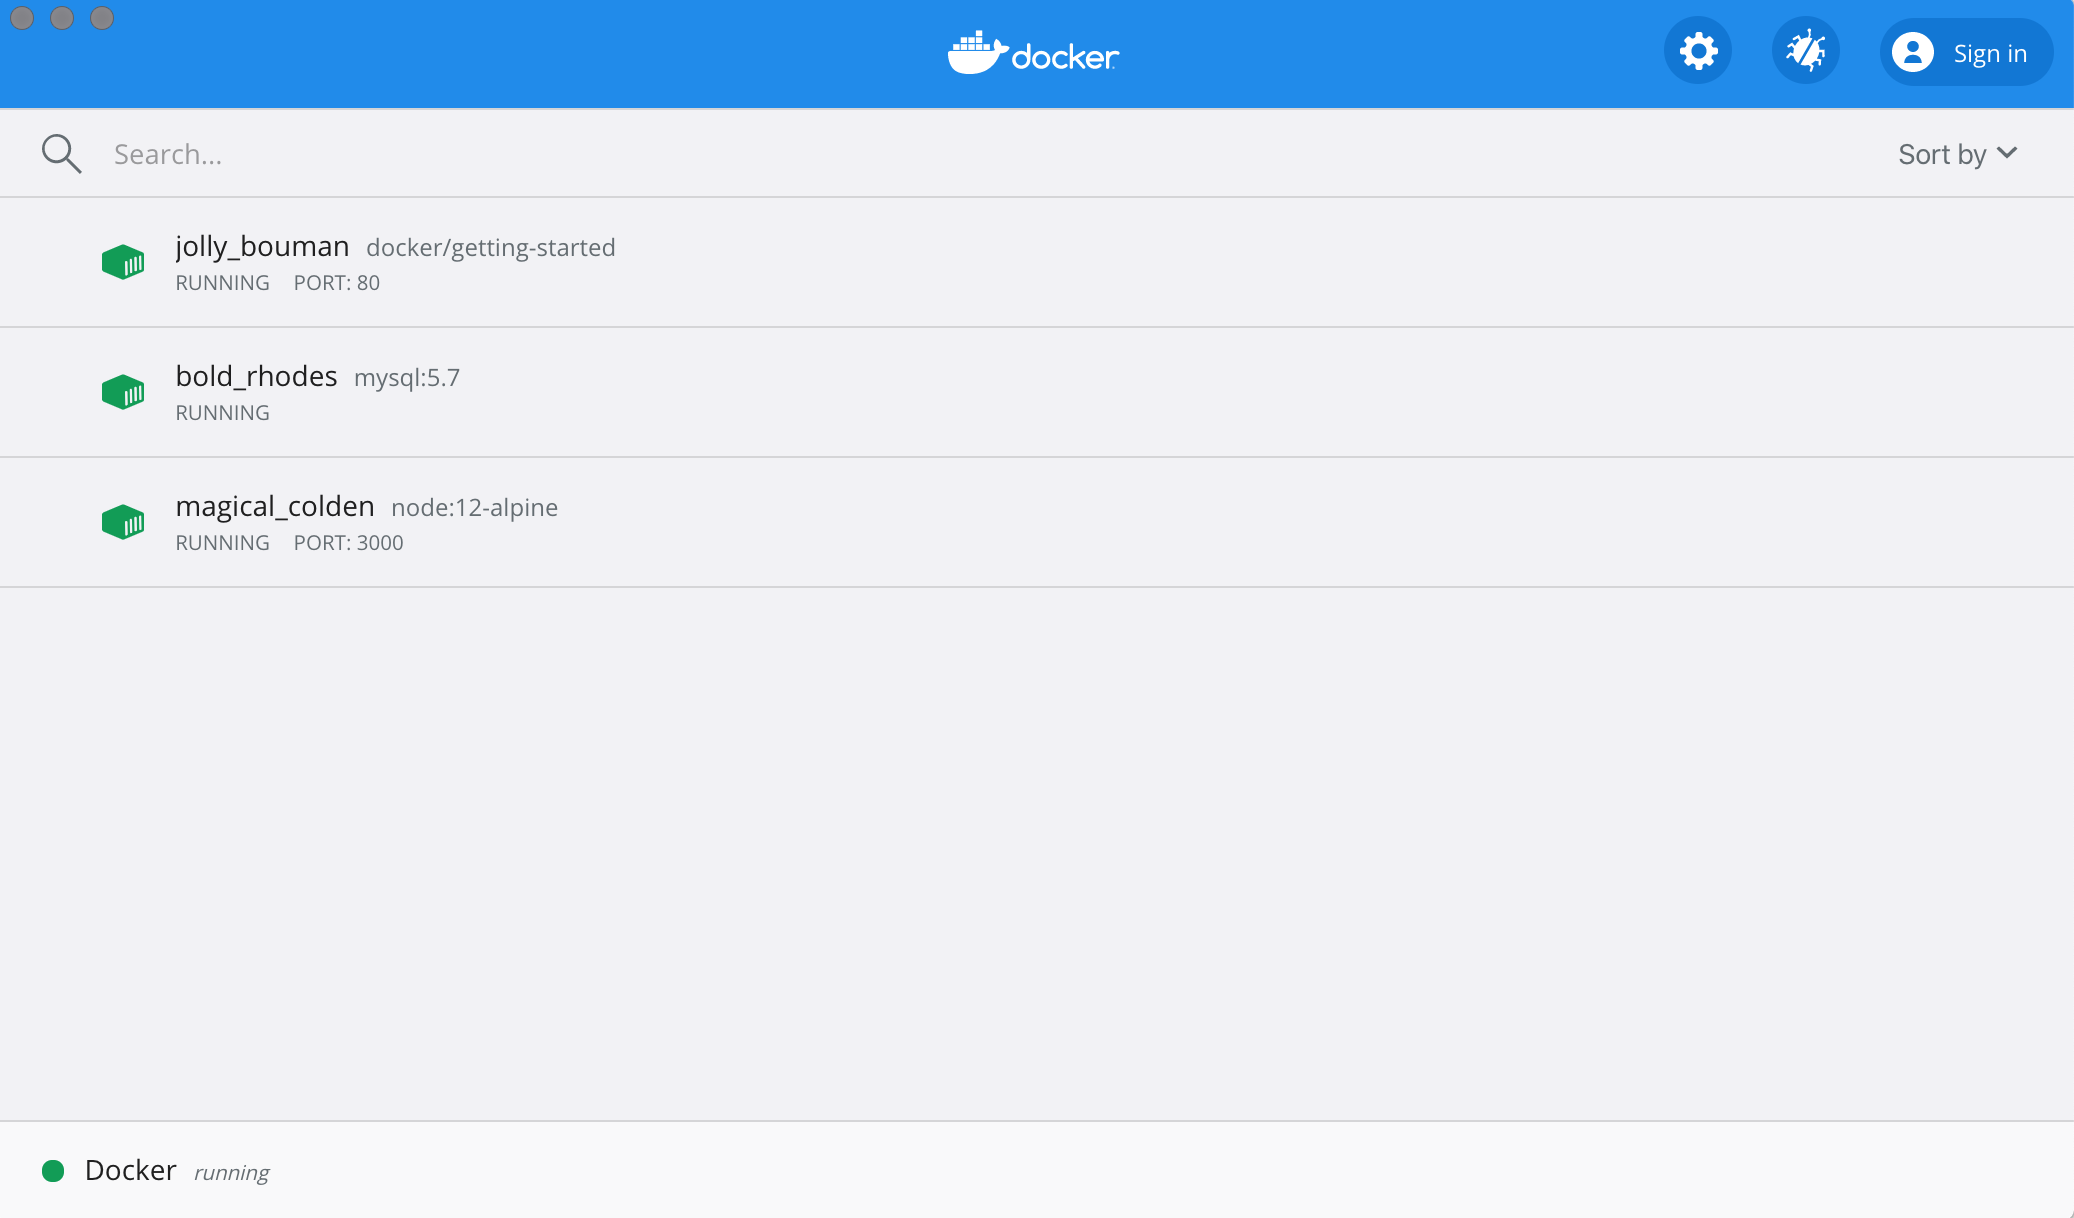 docker
Sign in
Search...
Sort by
jolly_bouman docker/getting-started
RUNNING PORT: 80
bold_rhodes mysql:5.7
RUNNING
magical_colden node:12-alpine
RUNNING PORT: 3000
Docker running